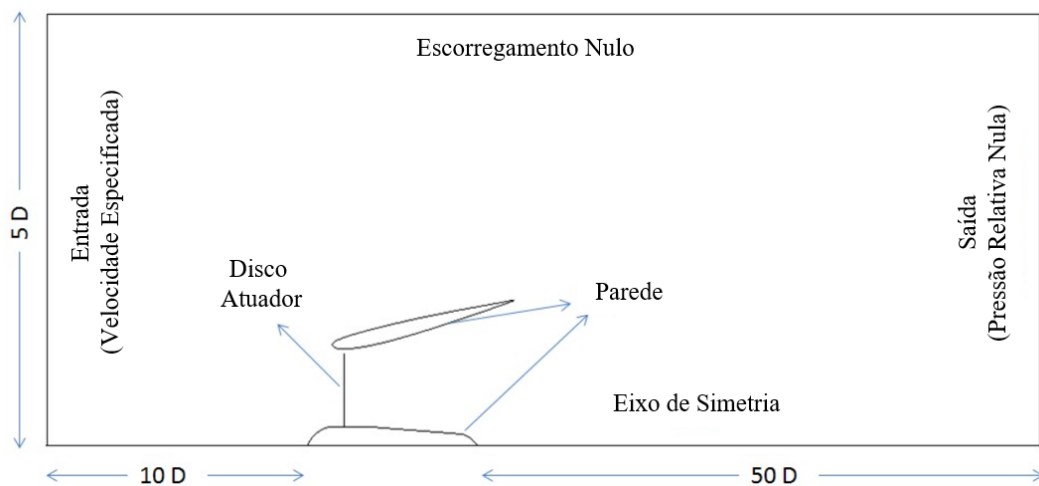 Escorregamento Nulo
5 D
Entrada
(Velocidade Especificada)
Disco
Atuador
Parede
Saída
(Pressão Relativa Nula)
Eixo de Simetria
10 D
50 D